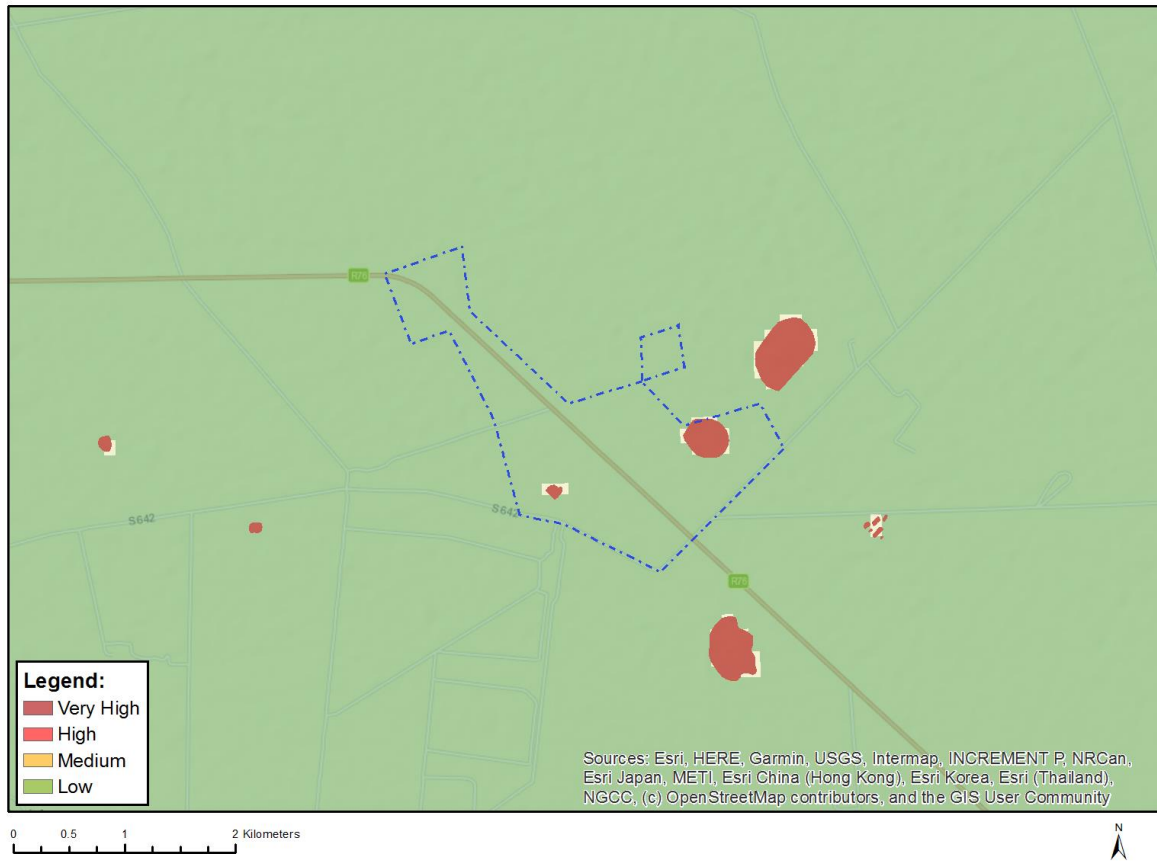 R76
S642
S642
R76
Legend:
Very High
High
Medium
Low
Sources: Esri, HERE, Garmin, USGS, Intermap, INCREMENT P, NRCan,
Esri Japan, METI, Esri China (Hong Kong), Esri Korea, Esri (Thailand),
NGCC, (c) OpenStreetMap contributors, and the GIS User Community
0 0.5 1 2 Kilometers
N